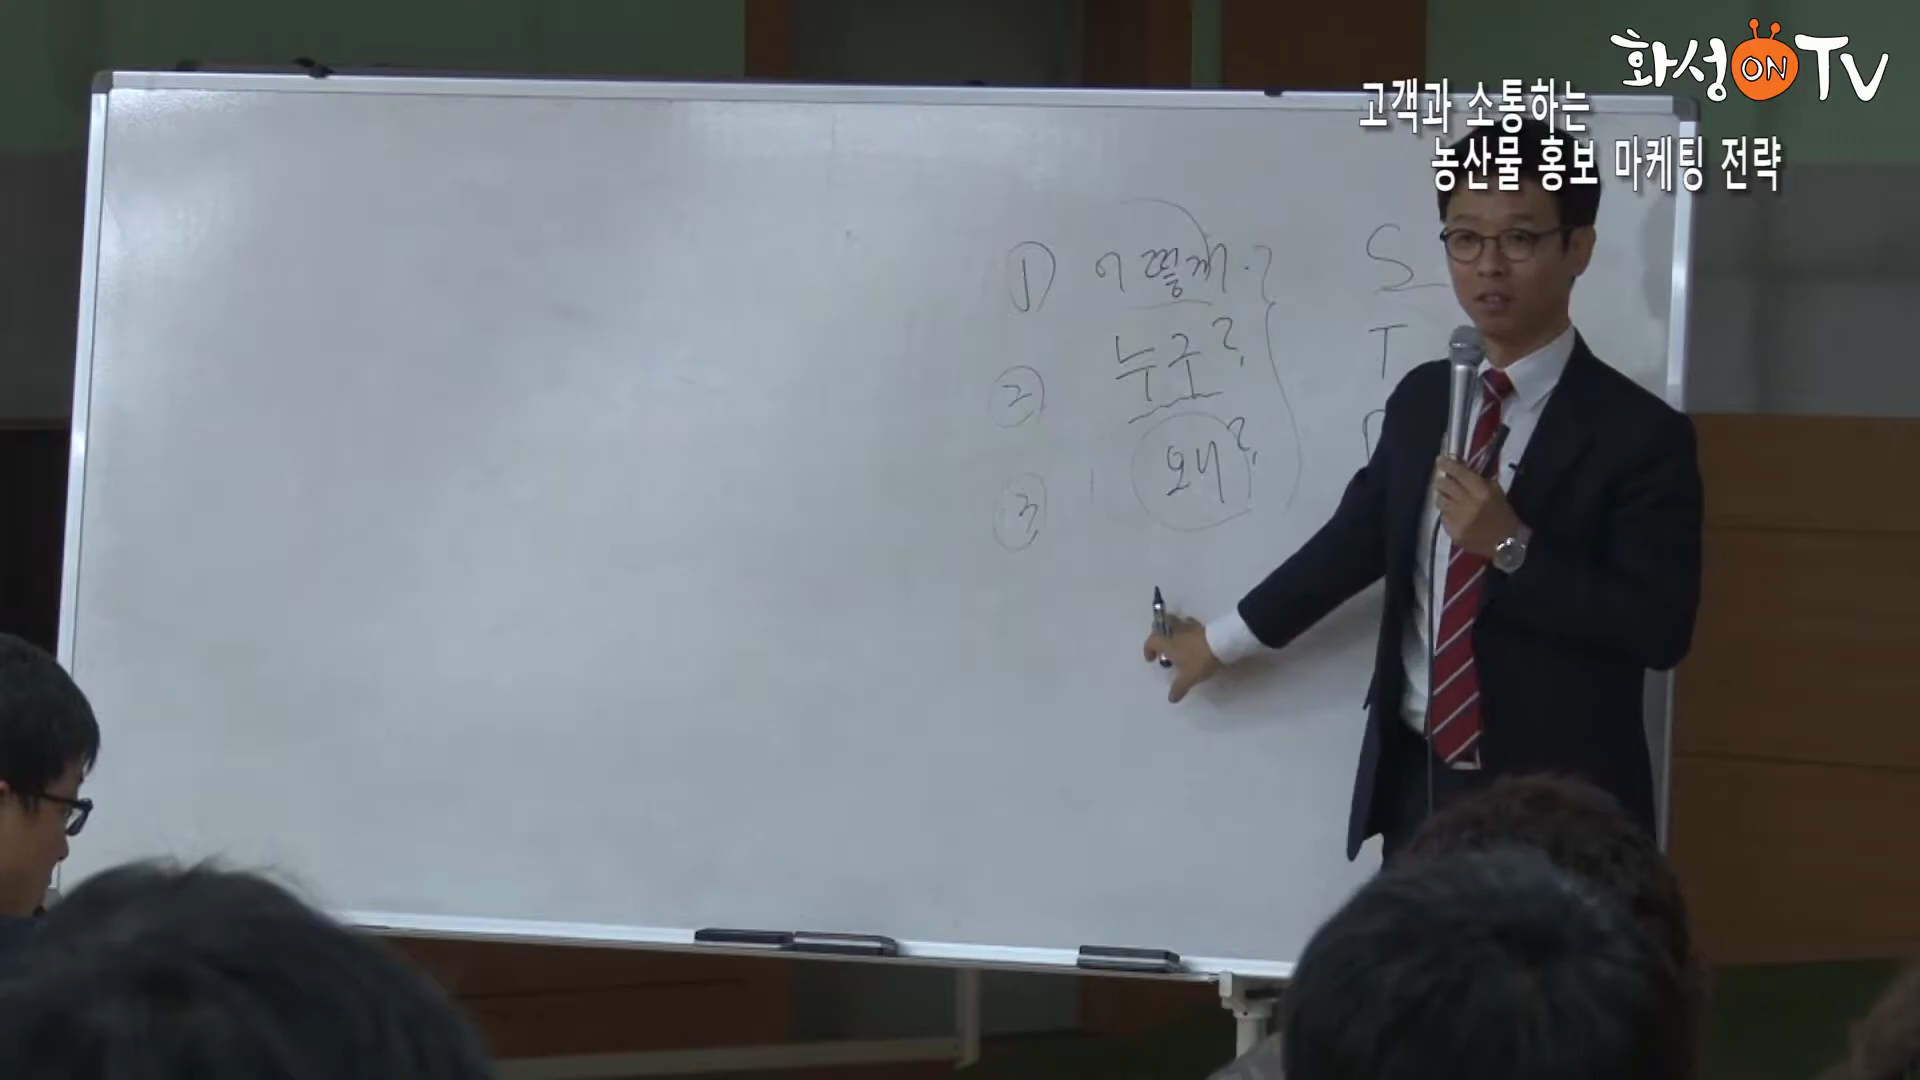 화성ONTV
고객과 소통하는
농산물 홍보 마케팅 전략
① 어떻게?
② 누구?
③ 왜?
S
T